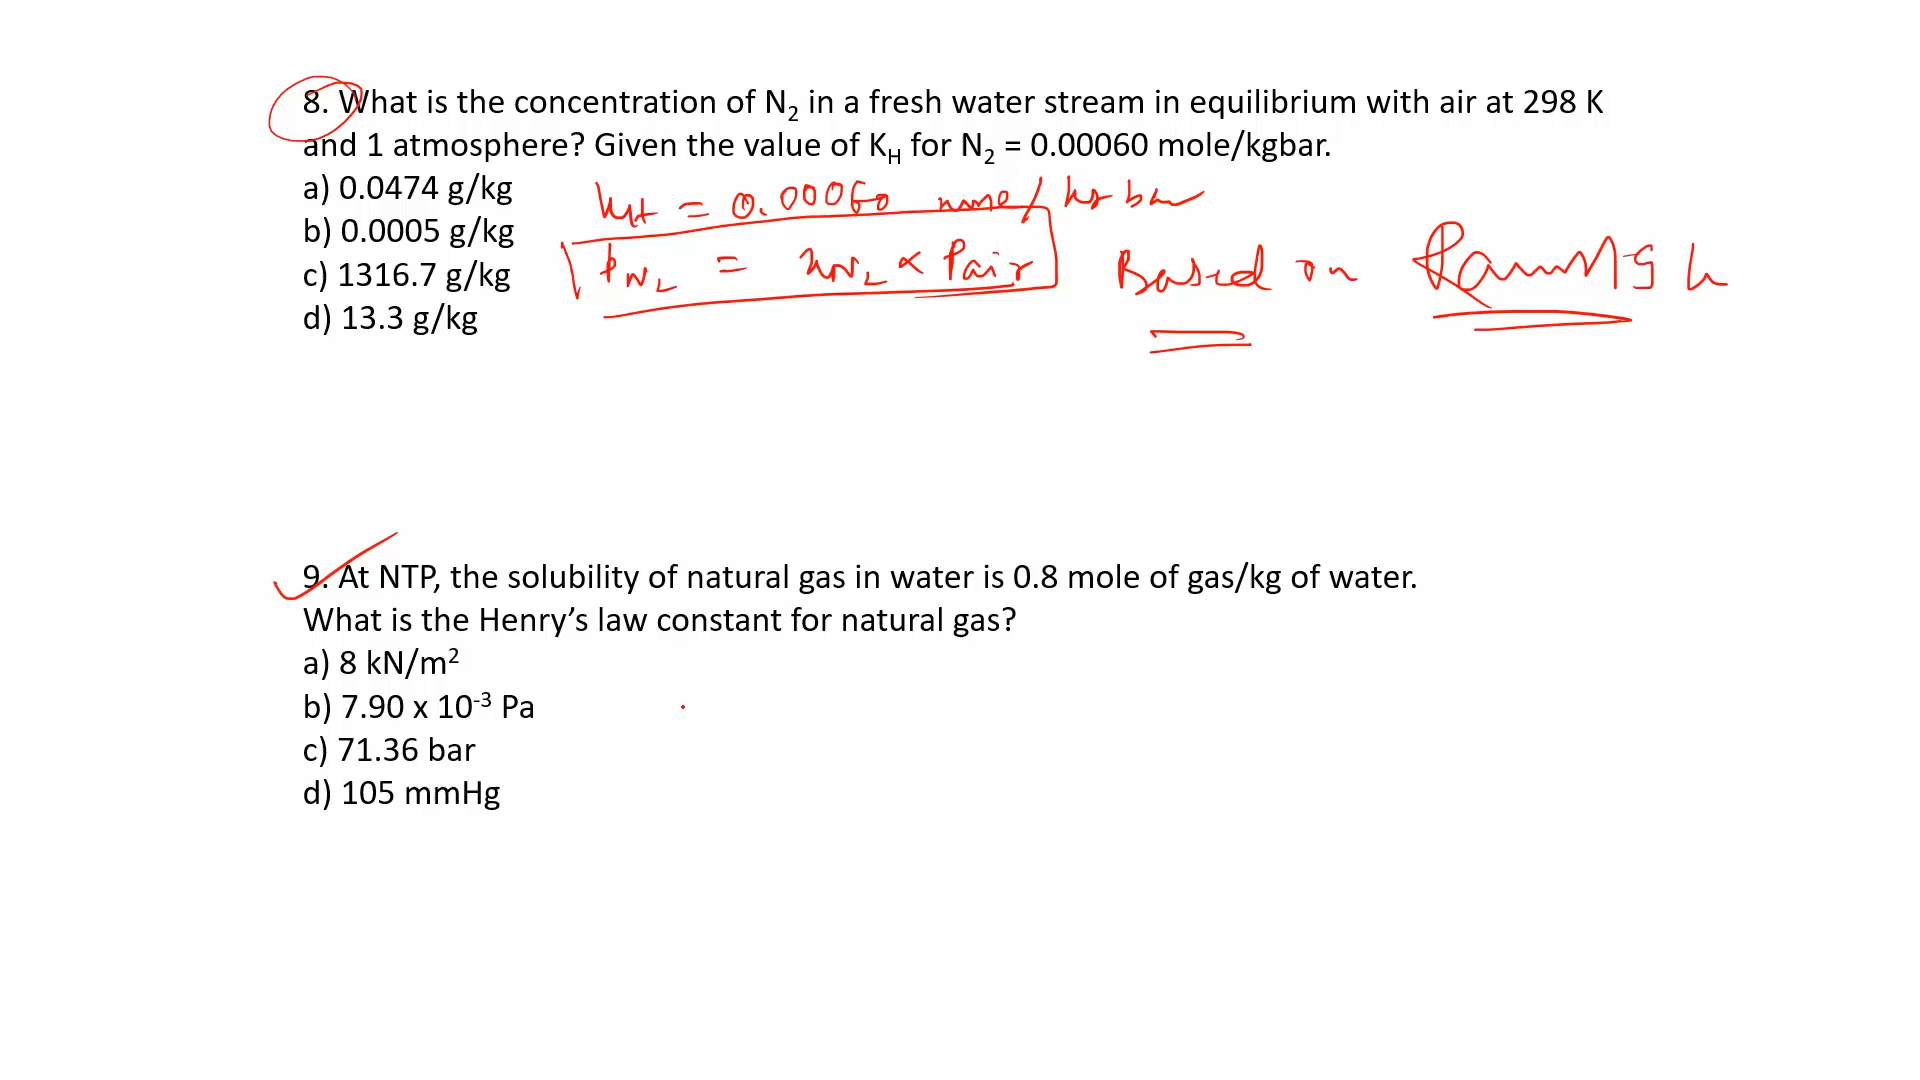 8. What is the concentration of N₂ in a fresh water stream in equilibrium with air at 298 K
and 1 atmosphere? Given the value of K_H for N₂ = 0.00060 mole/kgbar.
a) 0.0474 g/kg
K_H = 0.00060 mole/kg bar
b) 0.0005 g/kg
c) 1316.7 g/kg
P_N₂ = x_N₂ × Pair Based on
d) 13.3 g/kg
9. At NTP, the solubility of natural gas in water is 0.8 mole of gas/kg of water.
What is the Henry’s law constant for natural gas?
a) 8 kN/m²
b) 7.90 x 10⁻³ Pa
c) 71.36 bar
d) 105 mmHg